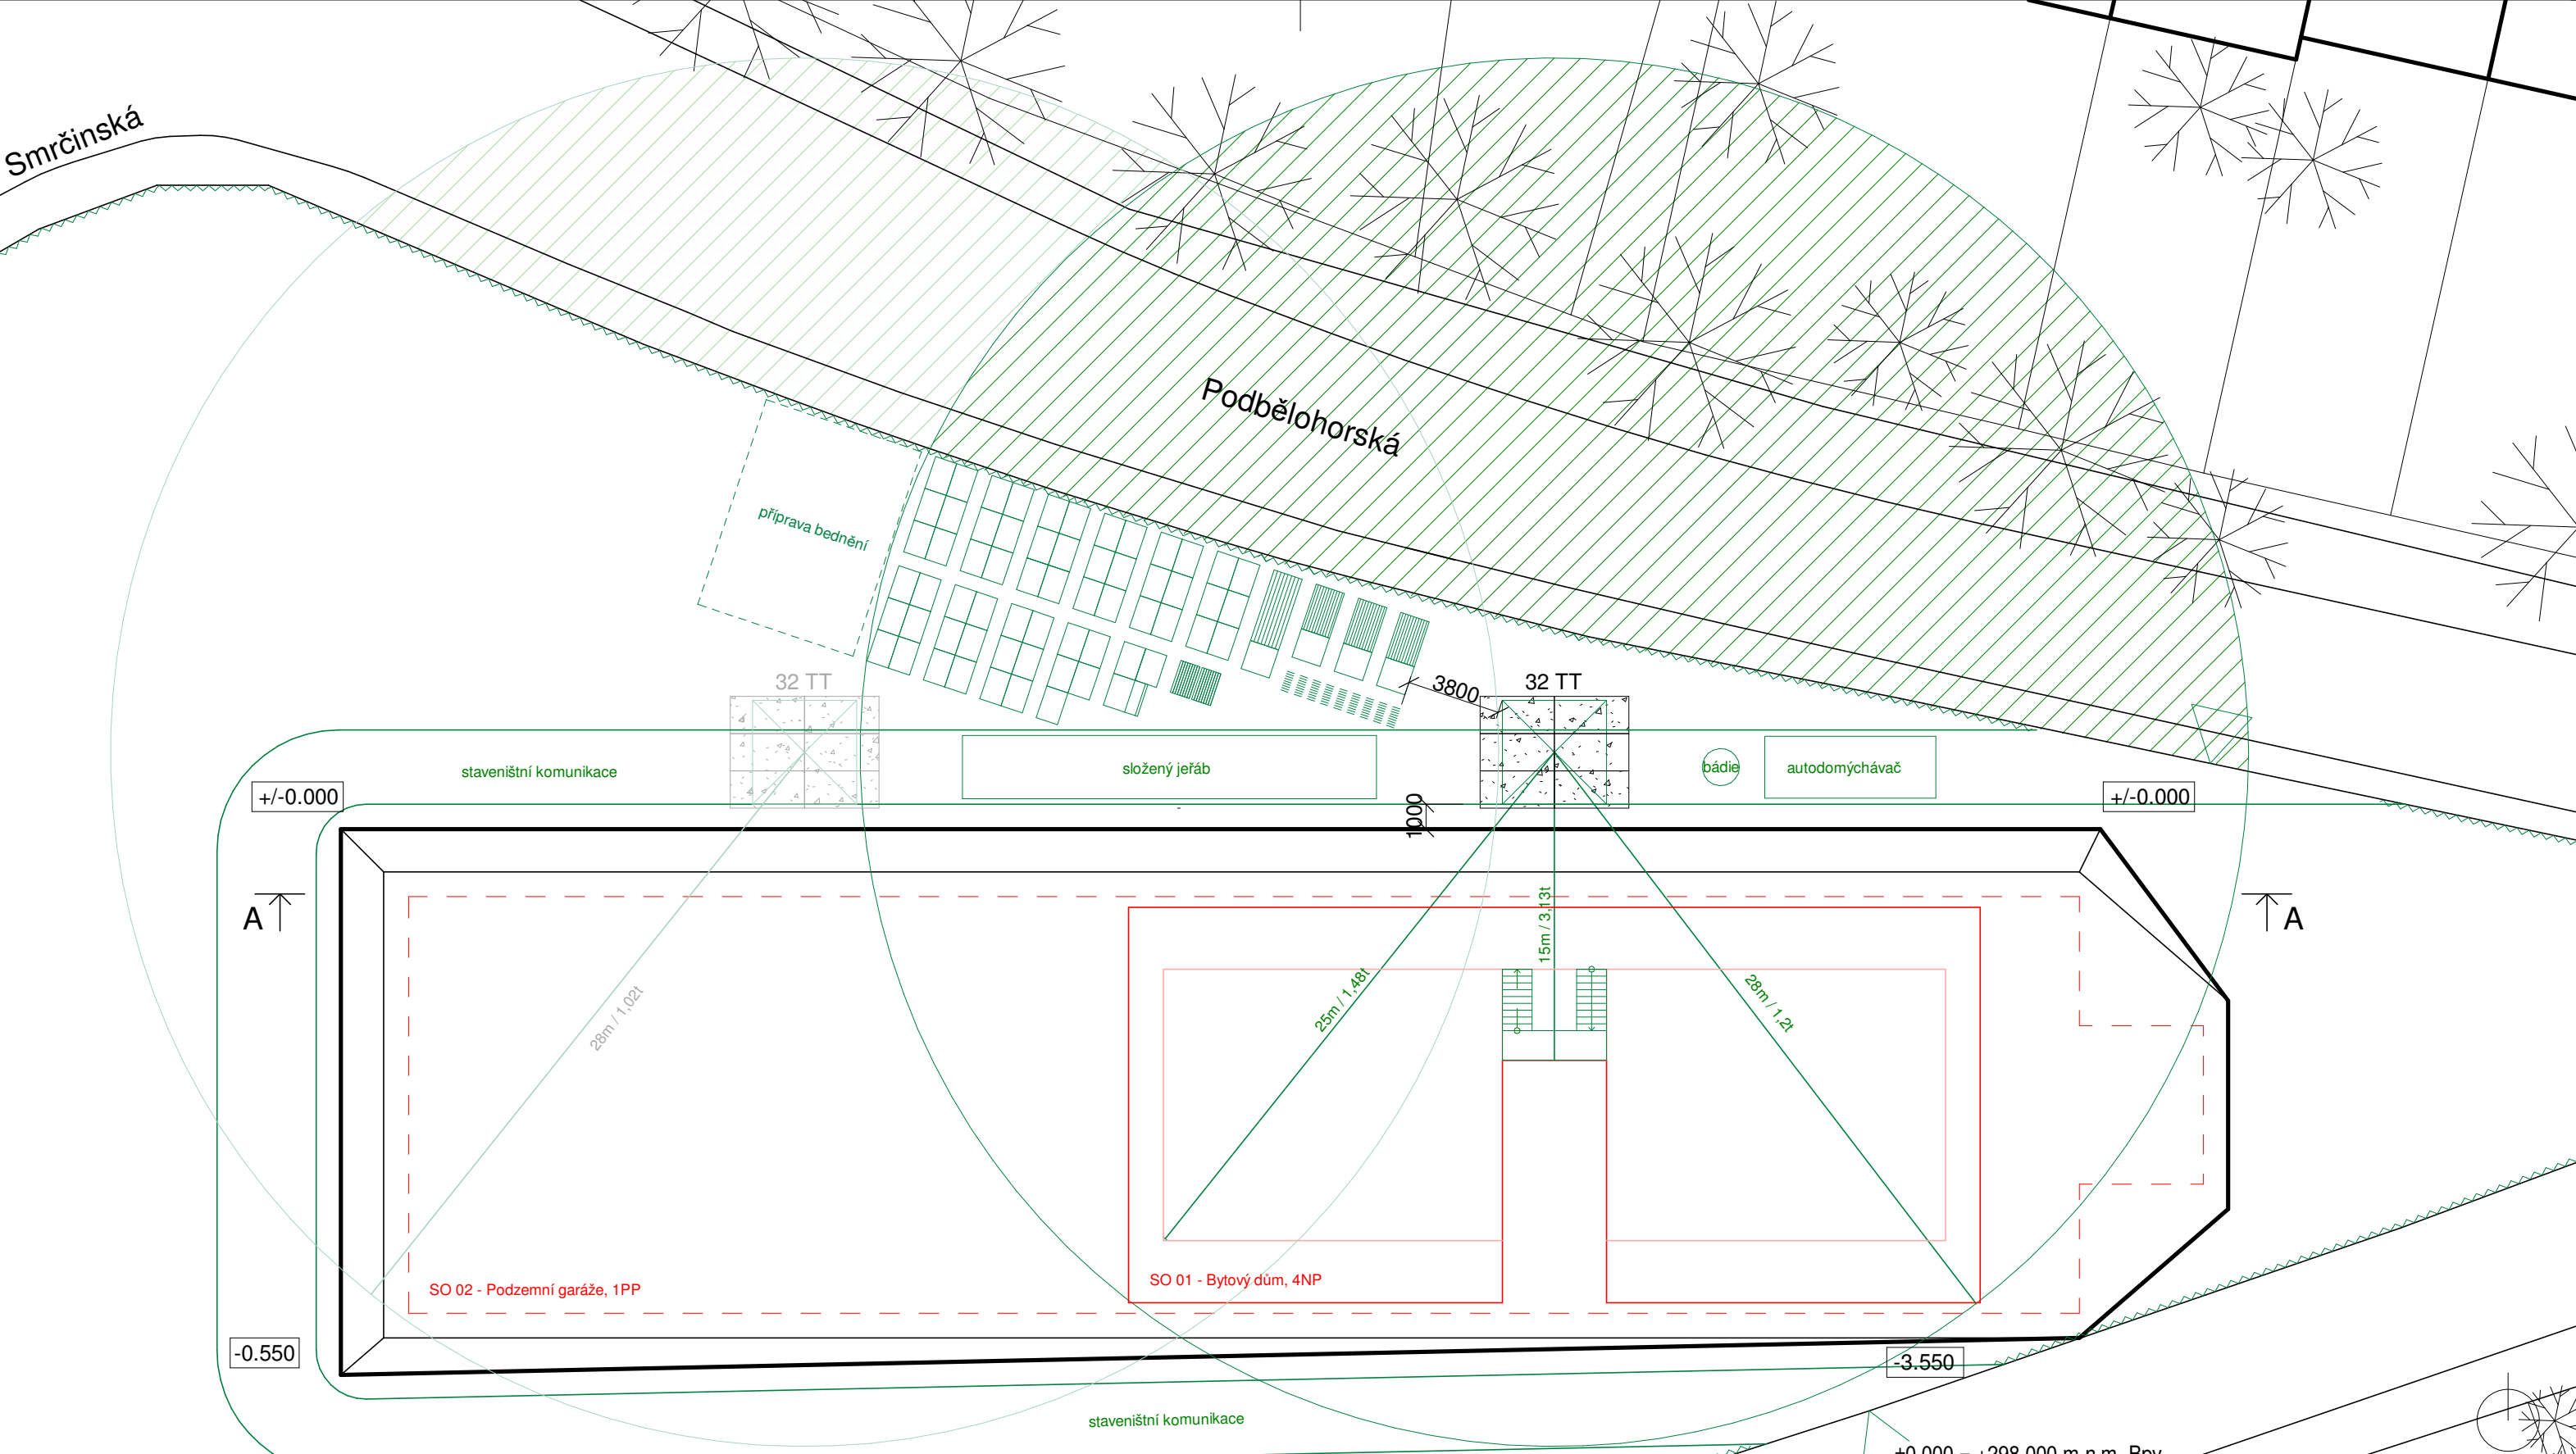 Smrčinská
Podbělohorská
příprava bednění
32 TT
3800
32 TT
staveništní komunikace
složený jeřáb
bádie
autodomýchávač
+/-0.000
1000
+/-0.000
A
15m / 3,13t
A
28m / 1,02t
25m / 1,48t
28m / 1,2t
SO 02 - Podzemní garáže, 1PP
SO 01 - Bytový dům, 4NP
-0.550
-3.550
staveništní komunikace